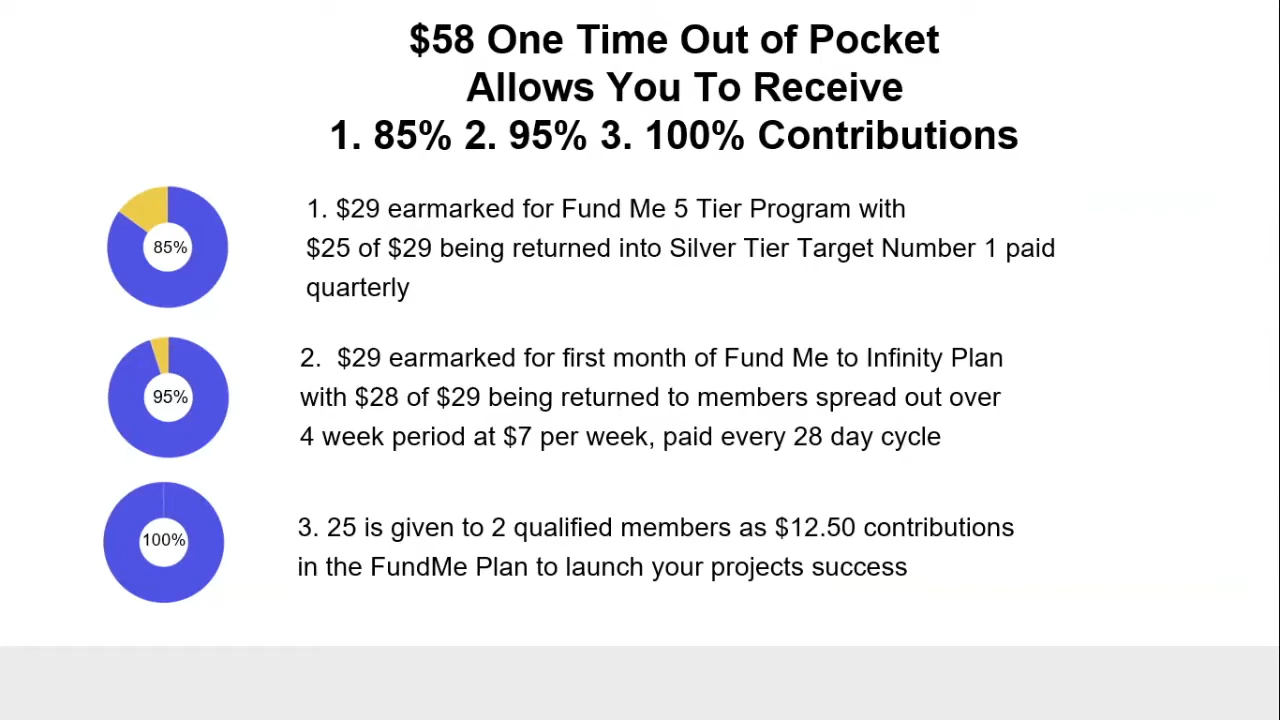 $58 One Time Out of Pocket
Allows You To Receive
1. 85% 2. 95% 3. 100% Contributions
85%
1. $29 earmarked for Fund Me 5 Tier Program with
$25 of $29 being returned into Silver Tier Target Number 1 paid
quarterly
95%
2.  $29 earmarked for first month of Fund Me to Infinity Plan
with $28 of $29 being returned to members spread out over
4 week period at $7 per week, paid every 28 day cycle
100%
3. 25 is given to 2 qualified members as $12.50 contributions
in the FundMe Plan to launch your projects success